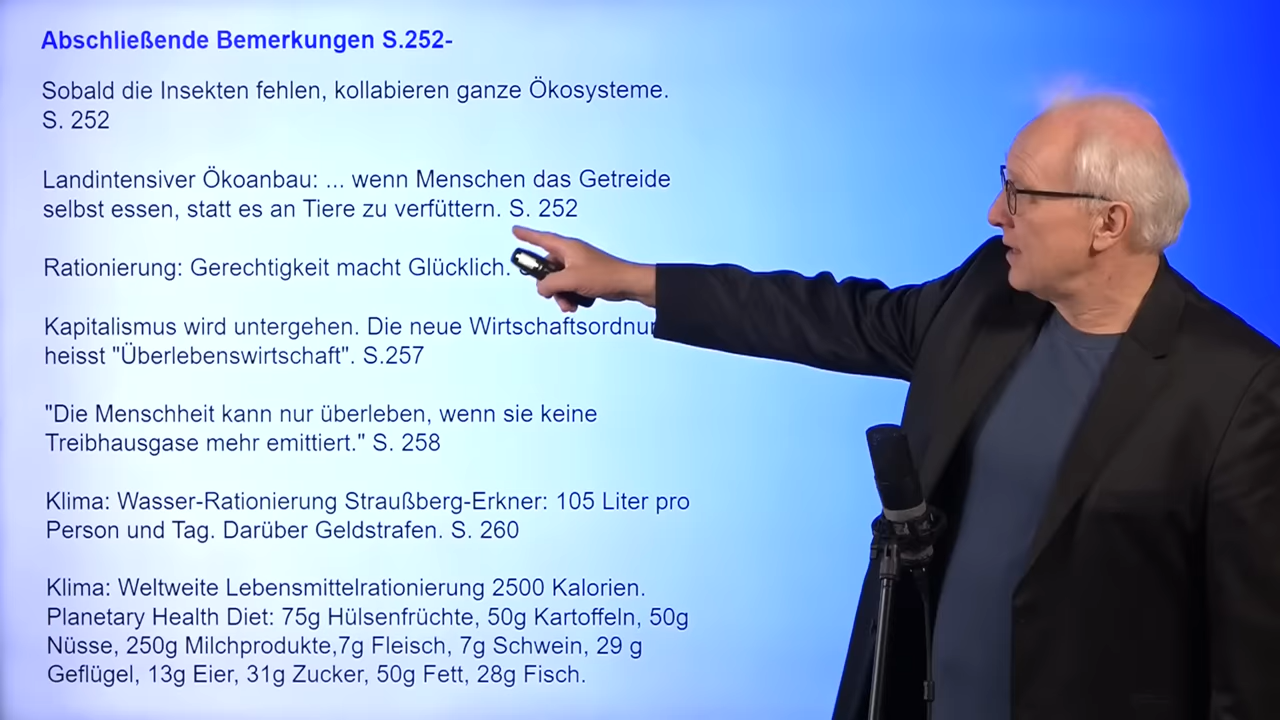 Abschließende Bemerkungen S.252-
Sobald die Insekten fehlen, kollabieren ganze Ökosysteme.
S. 252
Landintensiver Ökoanbau: ... wenn Menschen das Getreide
selbst essen, statt es an Tiere zu verfüttern. S. 252
Rationierung: Gerechtigkeit macht Glücklich.
Kapitalismus wird untergehen. Die neue
heisst "Überlebenswirtschaft". S.257
"Die Menschheit kann nur überleben, wenn sie keine
Treibhausgase mehr emittiert." S. 258
Klima: Wasser-Rationierung Straußberg-Erkner: 105 Liter pro
Person und Tag. Darüber Geldstrafen. S. 260
Klima: Weltweite Lebensmittelrationierung 2500 Kalorien.
Planetary Health Diet: 75g Hülsenfrüchte, 50g Kartoffeln, 50g
Nüsse, 250g Milchprodukte,7g Fleisch, 7g Schwein, 29 g
Geflügel, 13g Eier, 31g Zucker, 50g Fett, 28g Fisch.